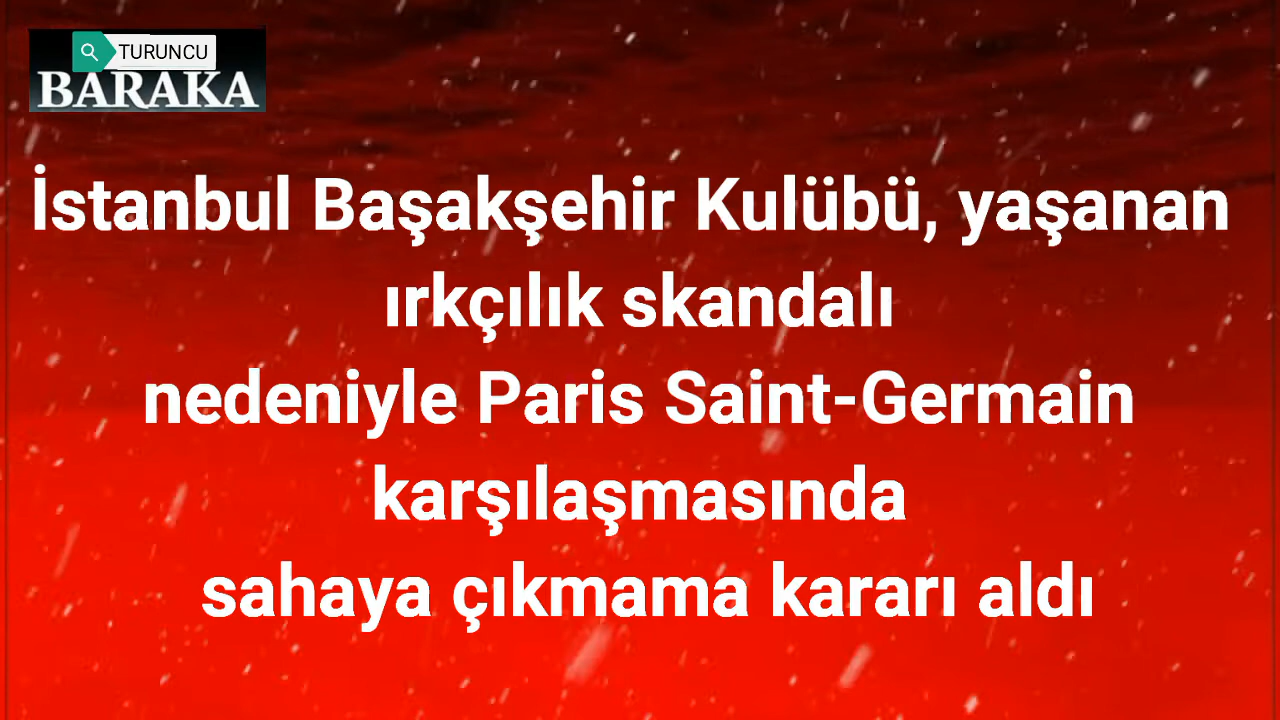 TURUNCU
BARAKA
İstanbul Başakşehir Kulübü, yaşanan
ırkçılık skandalı
nedeniyle Paris Saint-Germain
karşılaşmasında
sahaya çıkmama kararı aldı